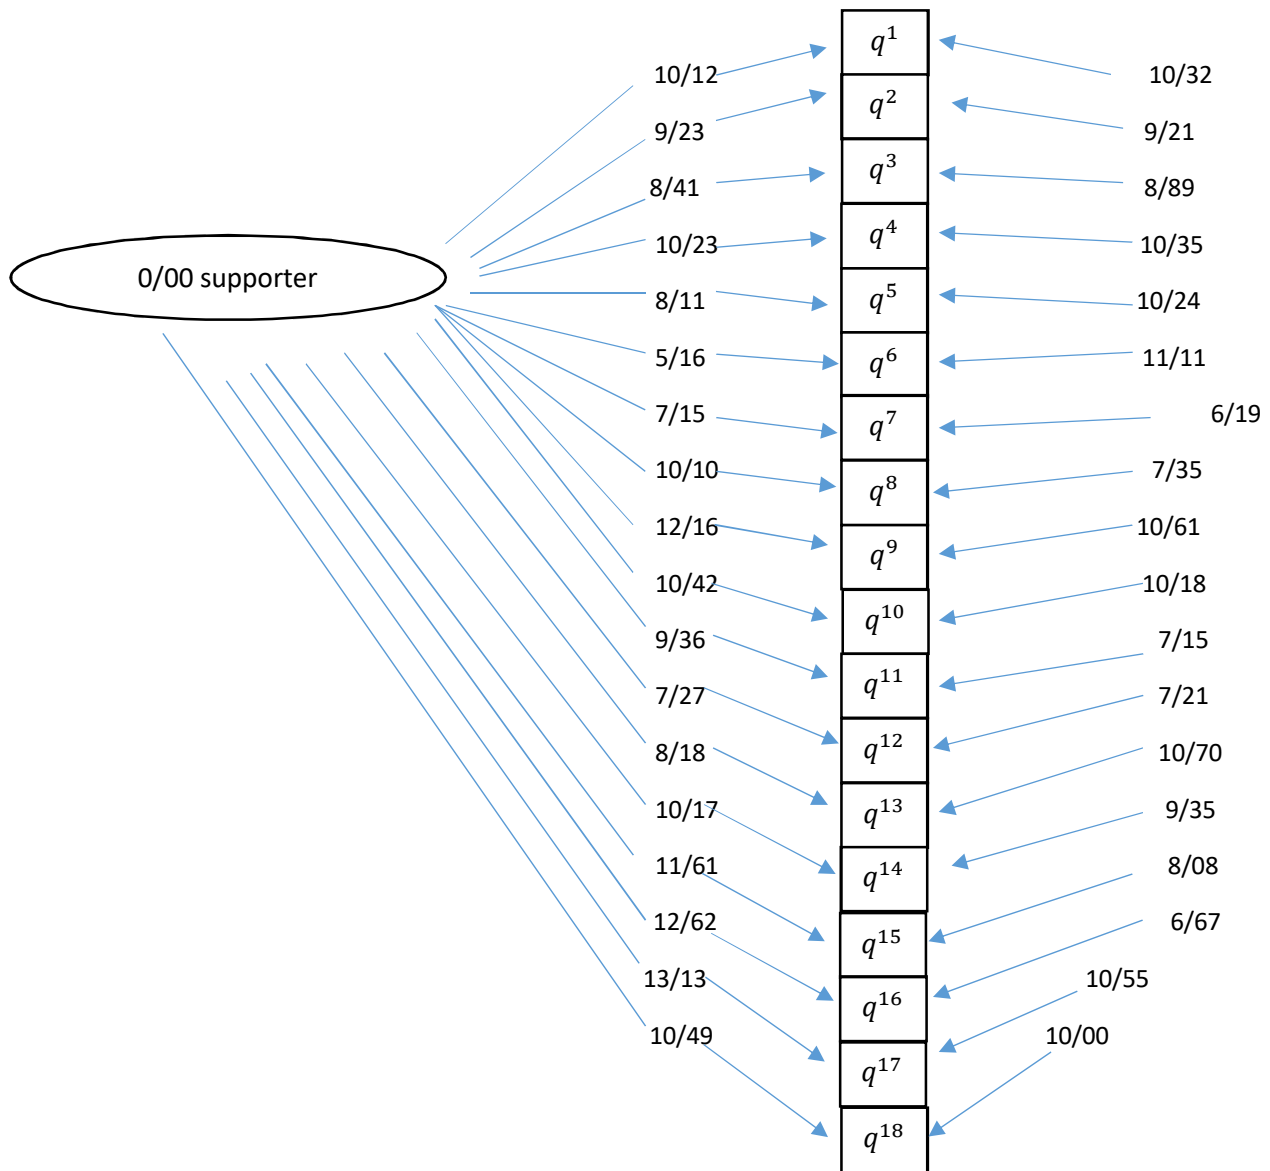 q¹
10/12 10/32
q²
9/23 9/21
q³
8/41 8/89
10/23 q⁴ 10/35
0/00 supporter
8/11 q⁵ 10/24
5/16 q⁶ 11/11
7/15 q⁷ 6/19
10/10 q⁸ 7/35
12/16 q⁹ 10/61
10/42 q¹⁰ 10/18
9/36 q¹¹ 7/15
7/27 q¹² 7/21
8/18 q¹³ 10/70
10/17 q¹⁴ 9/35
11/61 q¹⁵ 8/08
12/62 q¹⁶ 6/67
13/13 q¹⁷ 10/55
10/49 q¹⁸ 10/00